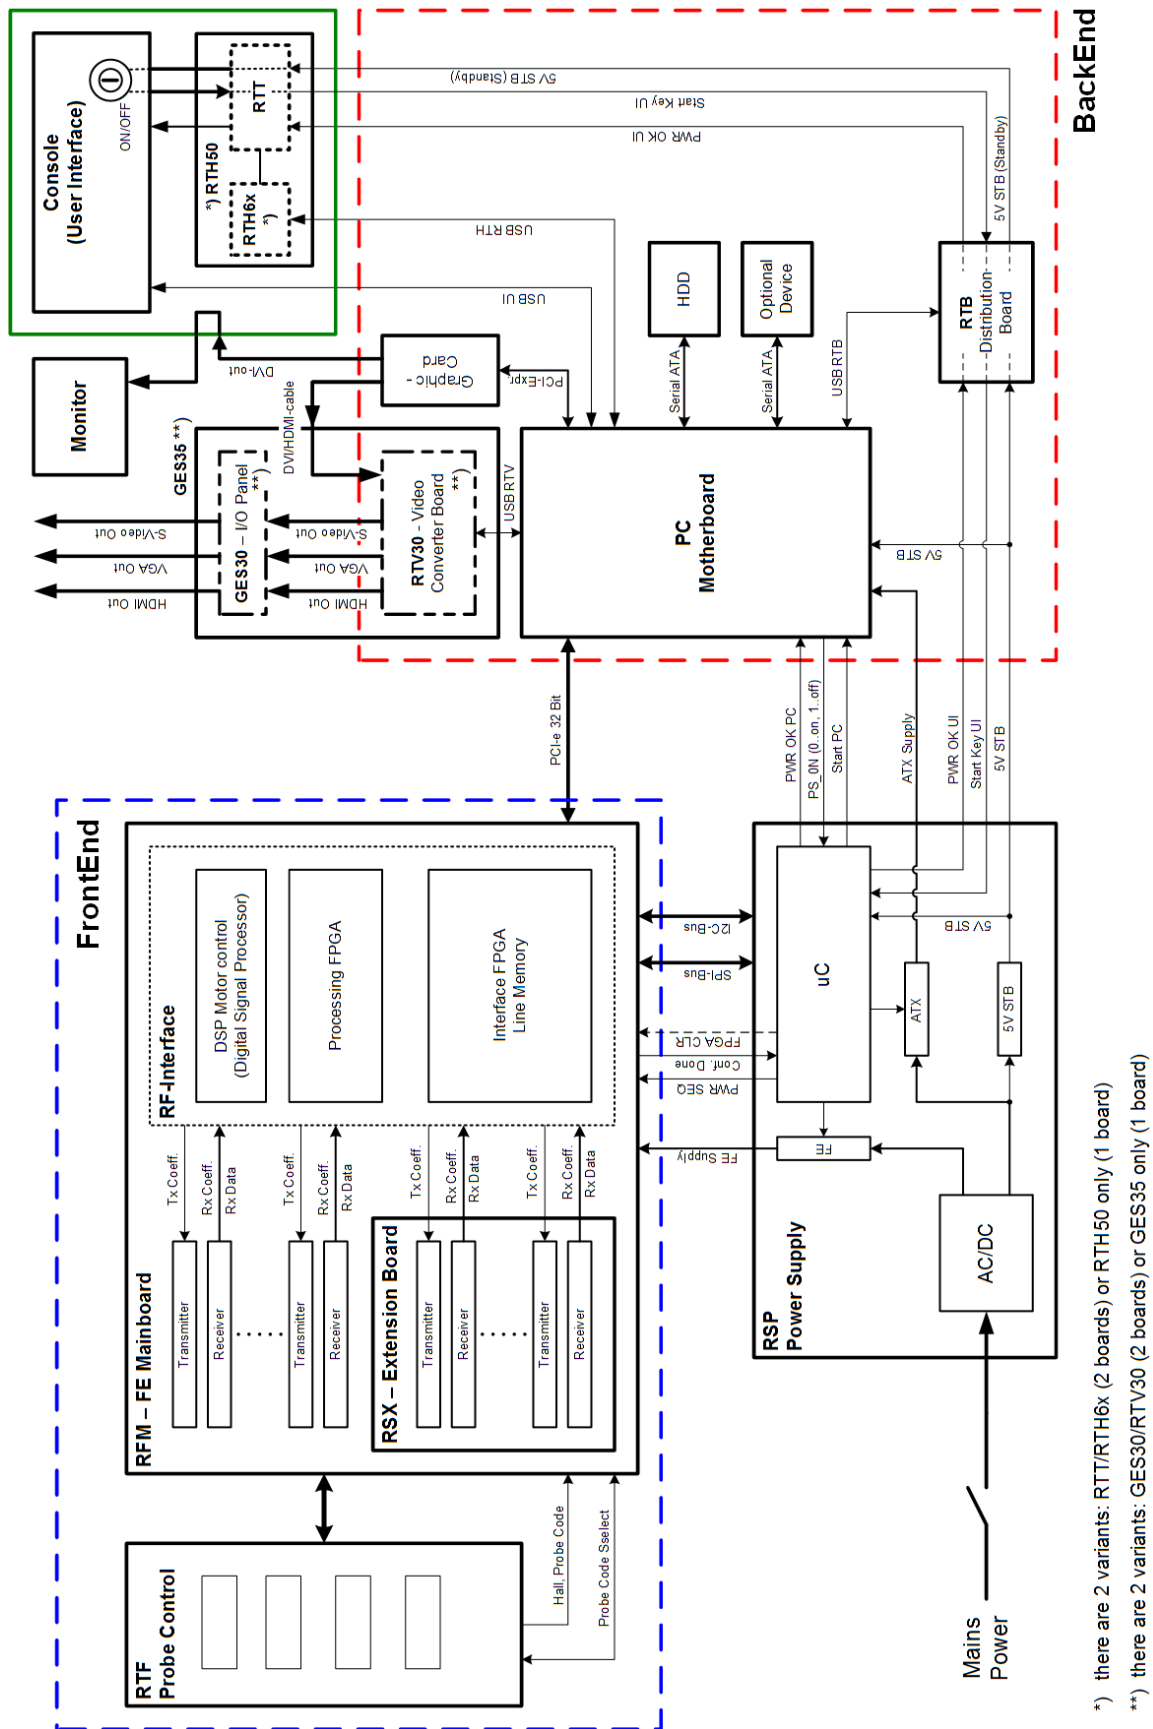 FrontEnd
RTF
Probe Control
Hall, Probe Code
Probe Code Sselect
RFM – FE Mainboard
Transmitter
Receiver
Transmitter
Receiver
.....
.....
RSX – Extension Board
Transmitter
Receiver
Transmitter
Receiver
Tx Coeff.
Rx Coeff.
Rx Data
Tx Coeff.
Rx Coeff.
Rx Data
Tx Coeff.
Rx Coeff.
Rx Data
Tx Coeff.
Rx Coeff.
Rx Data
RF-Interface
DSP Motor control
(Digital Signal Processor)
Processing FPGA
Interface FPGA
Line Memory
PCI-e 32 Bit
FE Supply
PWR SEQ
Conf. Done
FPGA CLR
SPI-Bus
I2C-Bus
Mains
Power
RSP
Power Supply
AC/DC
FE
uC
ATX
5V STB
5V STB
PWR OK PC
PS_0N (0..on, 1..off)
Start PC
ATX Supply
PWR OK UI
Start Key UI
5V STB
HDMI Out
VGA Out
S-Video Out
GES35 **)
GES30 – I/O Panel
**)
HDMI Out
VGA Out
S-Video Out
DVI/HDMI-cable
RTV30 - Video
Converter Board
**)
USB RTV
PC
Motherboard
5V STB
Monitor
DVI-out
Graphic -
Card
PCI-Expr.
USB UI
USB RTH
Serial ATA
Serial ATA
USB RTB
HDD
Optional
Device
RTB
Distribution-
Board
5V STB (Standby)
PWR OK UI
Start Key UI
5V STB (Standby)
Console
(User Interface)
ON/OFF
*) RTH50
RTH6x
*)
RTT
BackEnd
*) there are 2 variants: RTT/RTH6x (2 boards) or RTH50 only (1 board)
**) there are 2 variants: GES30/RTV30 (2 boards) or GES35 only (1 board)